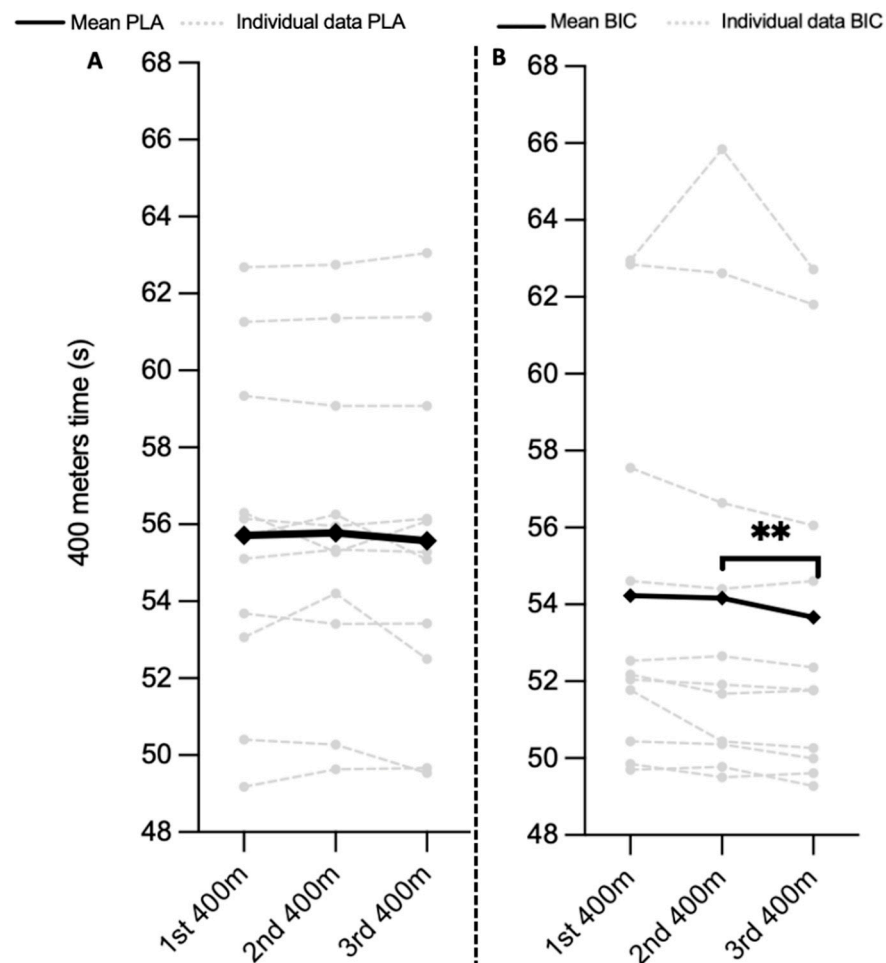 Mean PLA Individual data PLA Mean BIC Individual data BIC
A
68
66
64
62
60
58
56
54
52
50
48
400 meters time (s)
1st 400m
2nd 400m
3rd 400m
B
68
66
64
62
60
58
56
54
52
50
48
**
1st 400m
2nd 400m
3rd 400m